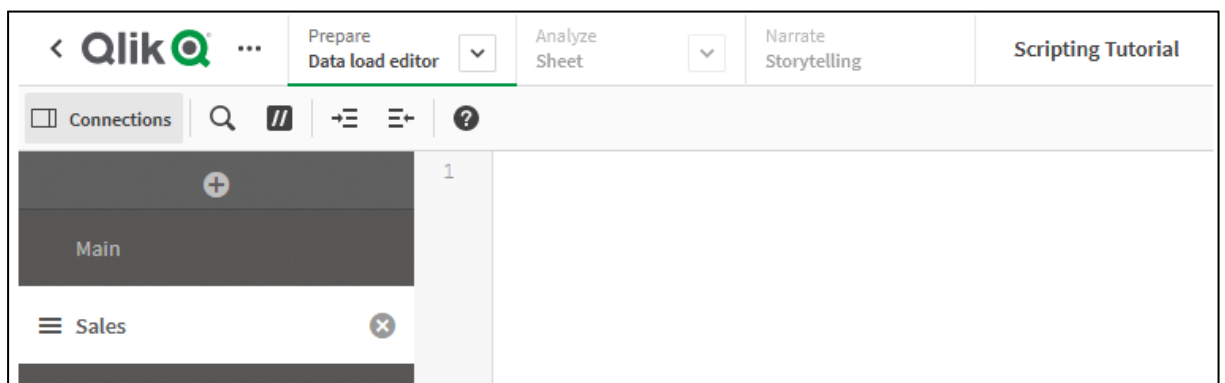 Qlik
Prepare
Data load editor
Analyze
Sheet
Narrate
Storytelling
Scripting Tutorial
Connections
//
?
1
Main
Sales